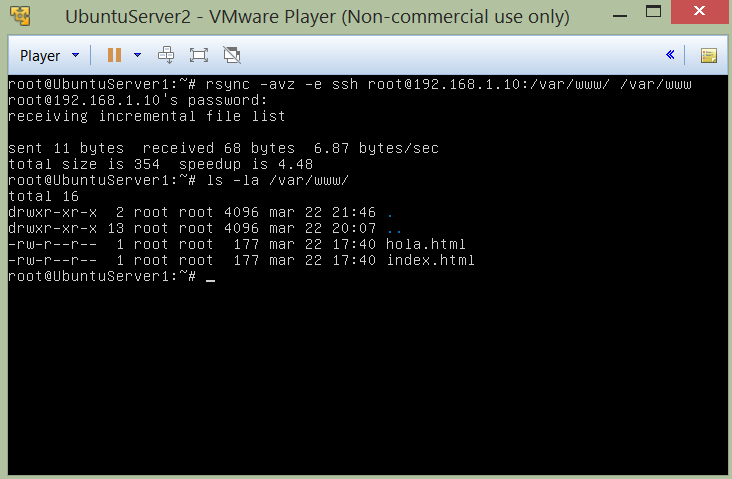 UbuntuServer2 - VMware Player (Non-commercial use only)
Player
root@UbuntuServer1:~# rsync -avz -e ssh root@192.168.1.10:/var/www/ /var/www
root@192.168.1.10's password:
receiving incremental file list
sent 11 bytes  received 68 bytes  6.87 bytes/sec
total size is 354  speedup is 4.48
root@UbuntuServer1:~# ls -la /var/www/
total 16
drwxr-xr-x  2 root root 4096 mar 22 21:46 .
drwxr-xr-x 13 root root 4096 mar 22 20:07 ..
-rw-r--r--  1 root root  177 mar 22 17:40 hola.html
-rw-r--r--  1 root root  177 mar 22 17:40 index.html
root@UbuntuServer1:~# _